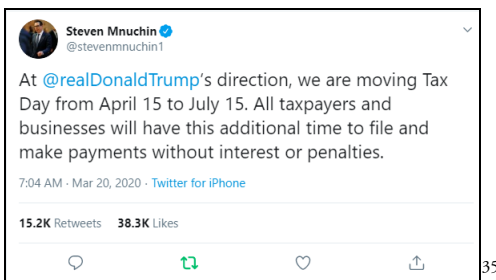 Steven Mnuchin
@stevenmnuchin1
At @realDonaldTrump's direction, we are moving Tax
Day from April 15 to July 15. All taxpayers and
businesses will have this additional time to file and
make payments without interest or penalties.
7:04 AM · Mar 20, 2020 · Twitter for iPhone
15.2K Retweets 38.3K Likes
35